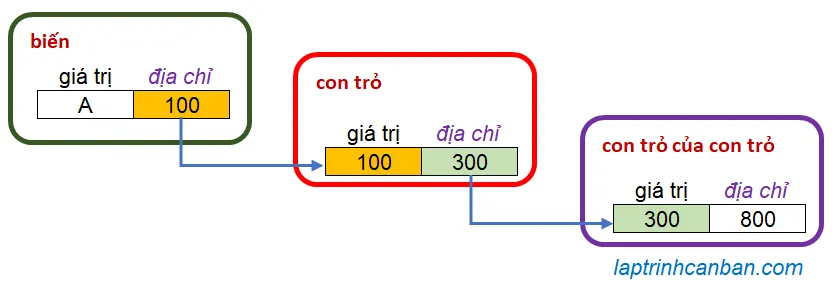 biến
giá trị địa chỉ
A 100
con trỏ
giá trị địa chỉ
100 300
con trỏ của con trỏ
giá trị địa chỉ
300 800
laptrinhcanban.com